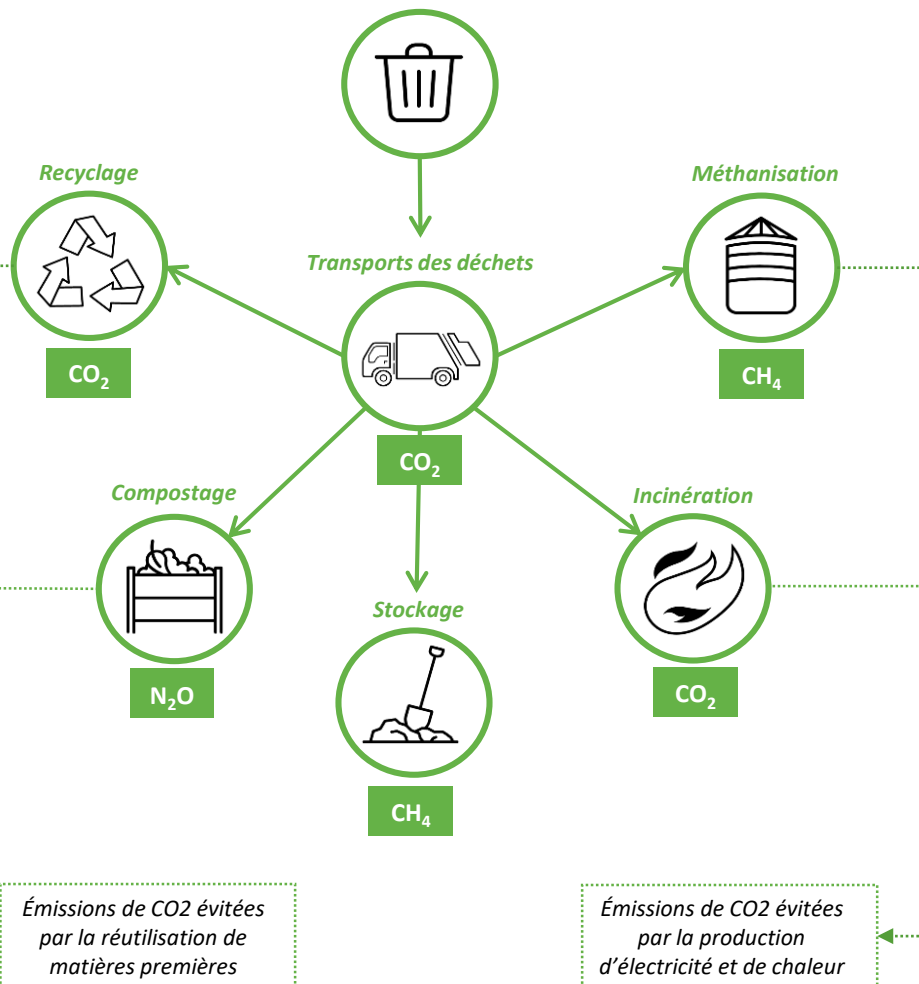 Recyclage
Méthanisation
Transports des déchets
CO₂
CH₄
CO₂
Compostage
Incinération
Stockage
N₂O
CO₂
CH₄
Émissions de CO2 évitées
par la réutilisation de
matières premières
Émissions de CO2 évitées
par la production
d'électricité et de chaleur